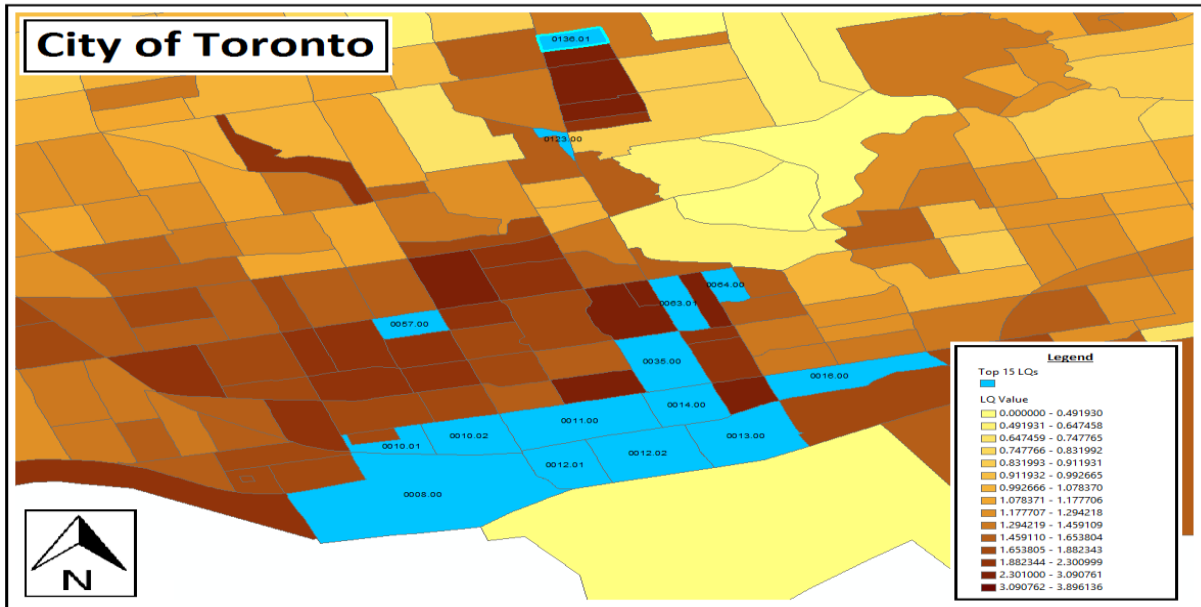 City of Toronto
0136.01
0123.00
0064.00
0063.01
0057.00
0035.00
0016.00
0014.00
0011.00
0010.02
0010.01
0013.00
0012.02
0012.01
0008.00
N
Legend
Top 15 LQs
LQ Value
0.000000 - 0.491930
0.491931 - 0.647458
0.647459 - 0.747765
0.747766 - 0.831992
0.831993 - 0.911931
0.911932 - 0.992665
0.992666 - 1.078370
1.078371 - 1.177706
1.177707 - 1.294218
1.294219 - 1.459109
1.459110 - 1.653804
1.653805 - 1.882343
1.882344 - 2.300999
2.301000 - 3.090761
3.090762 - 3.896136